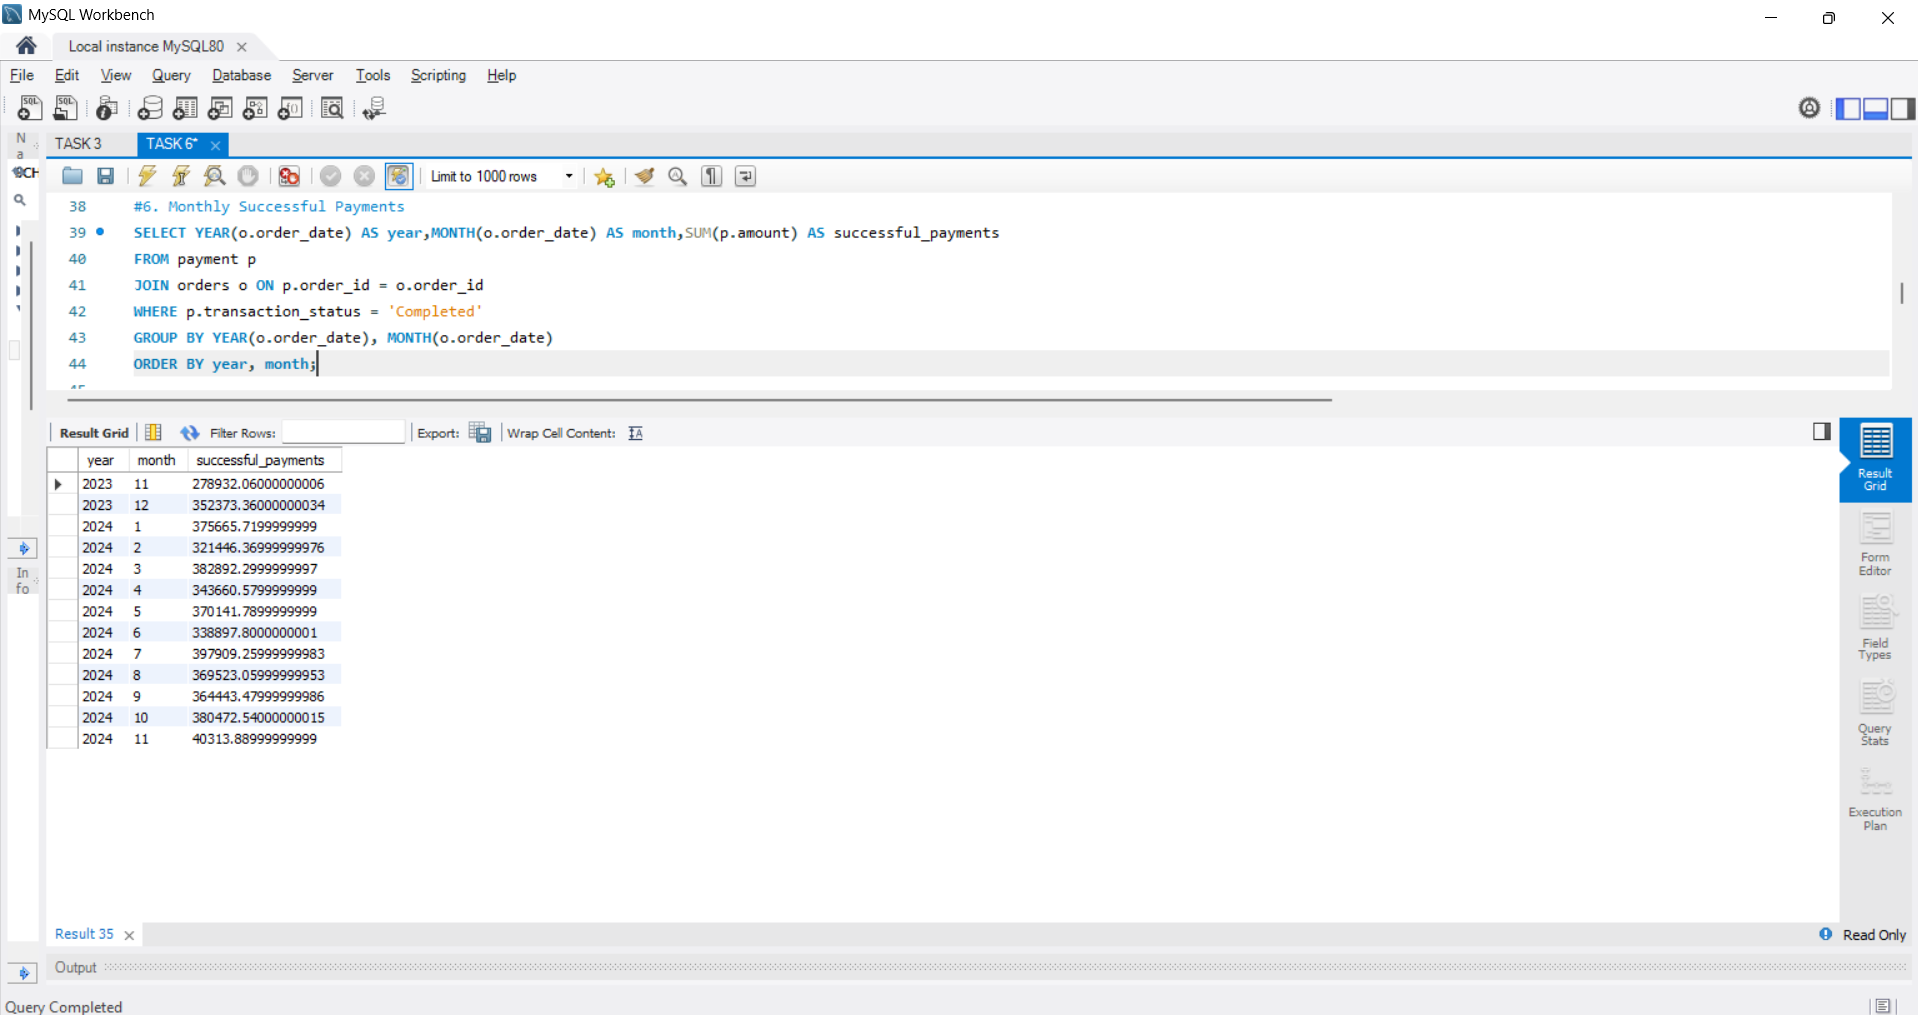 MySQL Workbench
Local instance MySQL80
File Edit View Query Database Server Tools Scripting Help
SQL SQL
N
a
TASK 3 TASK 6*
Limit to 1000 rows
38 #6. Monthly Successful Payments
39 SELECT YEAR(o.order_date) AS year,MONTH(o.order_date) AS month,SUM(p.amount) AS successful_payments
40 FROM payment p
41 JOIN orders o ON p.order_id = o.order_id
42 WHERE p.transaction_status = 'Completed'
43 GROUP BY YEAR(o.order_date), MONTH(o.order_date)
44 ORDER BY year, month;
Result Grid Filter Rows: Export: Wrap Cell Content:
year month successful_payments
2023 11 278932.06000000006
2023 12 352373.36000000034
2024 1 375665.7199999999
2024 2 321446.36999999976
2024 3 382892.2999999997
2024 4 343660.5799999999
2024 5 370141.7899999999
2024 6 338897.8000000001
2024 7 397909.25999999983
2024 8 369523.05999999953
2024 9 364443.47999999986
2024 10 380472.54000000015
2024 11 40313.88999999999
Result
Grid
Form
Editor
Field
Types
Query
Stats
Execution
Plan
In
fo
Result 35
Read Only
Output
Query Completed